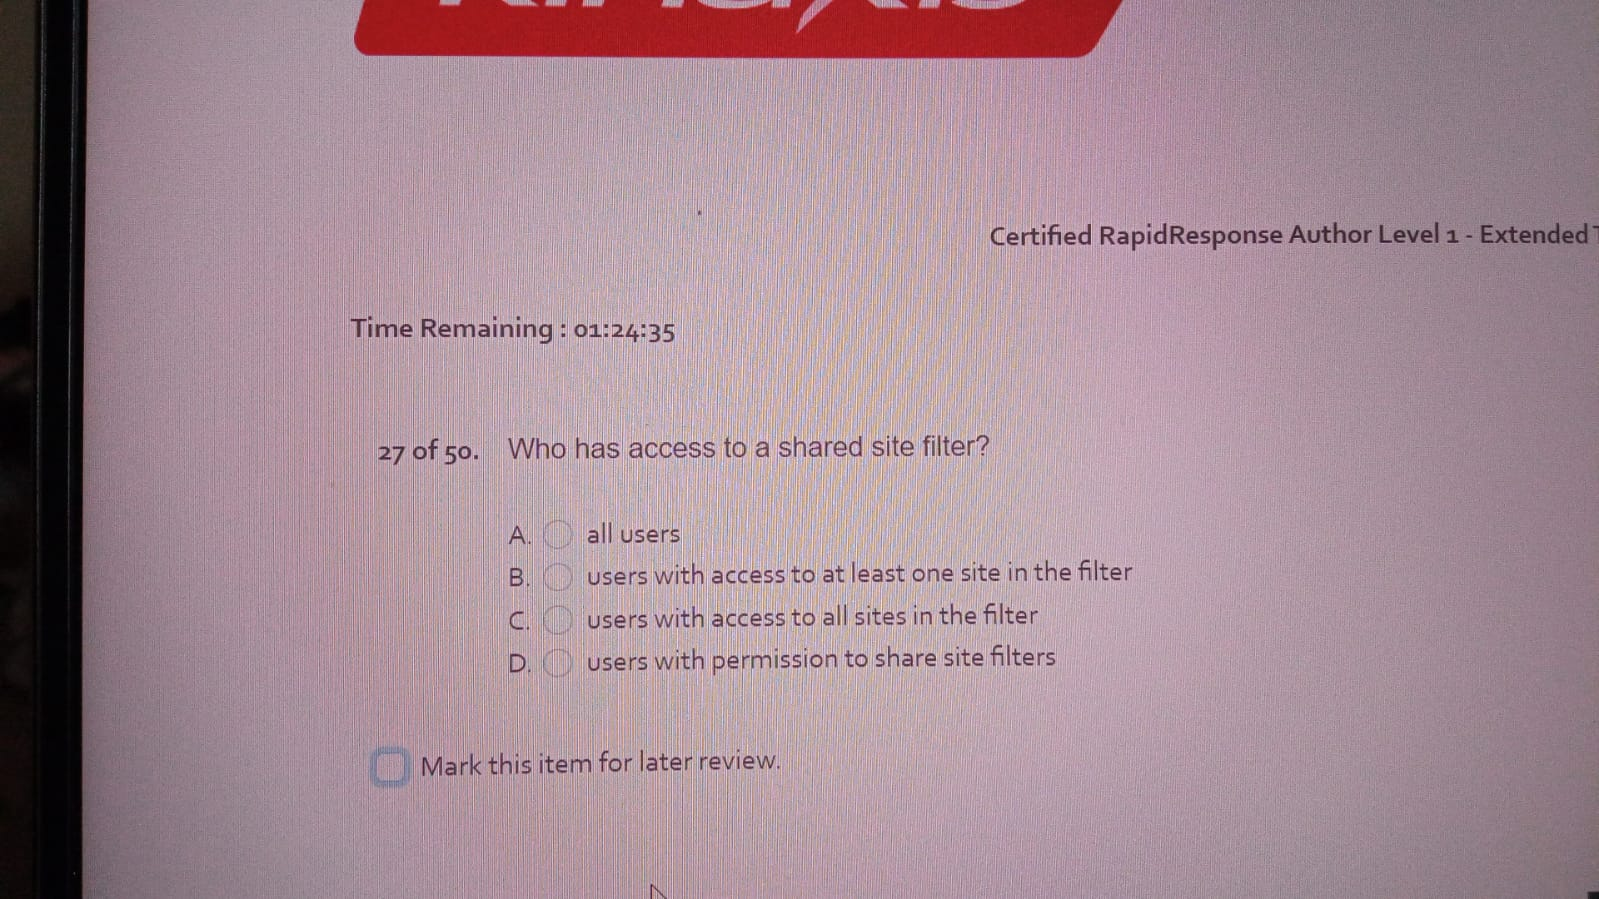 Certified RapidResponse Author Level 1 - Extended
Time Remaining : 01:24:35
27 of 50. Who has access to a shared site filter?
A. all users
B. users with access to at least one site in the filter
C. users with access to all sites in the filter
D. users with permission to share site filters
Mark this item for later review.